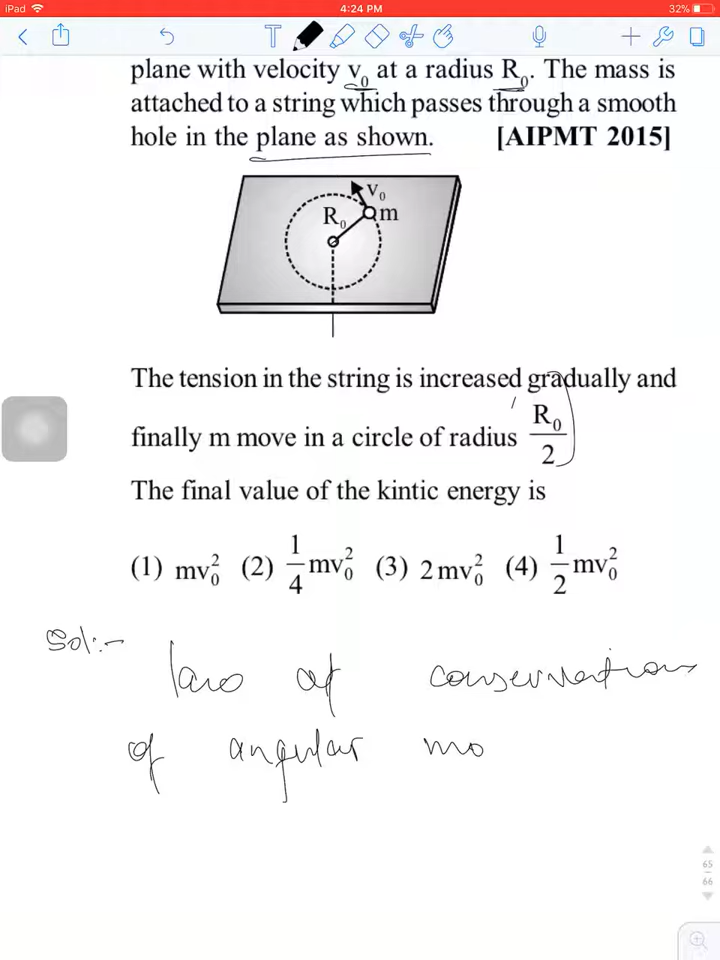 iPad 4:24 PM 32%
T
plane with velocity v₀ at a radius R₀. The mass is
attached to a string which passes through a smooth
hole in the plane as shown. [AIPMT 2015]
v₀
R₀ m
The tension in the string is increased gradually and
finally m move in a circle of radius R₀/2
The final value of the kintic energy is
(1) mv₀² (2) 1/4 mv₀² (3) 2mv₀² (4) 1/2 mv₀²
Sol:-
law of conservation
of angular mo
65
66